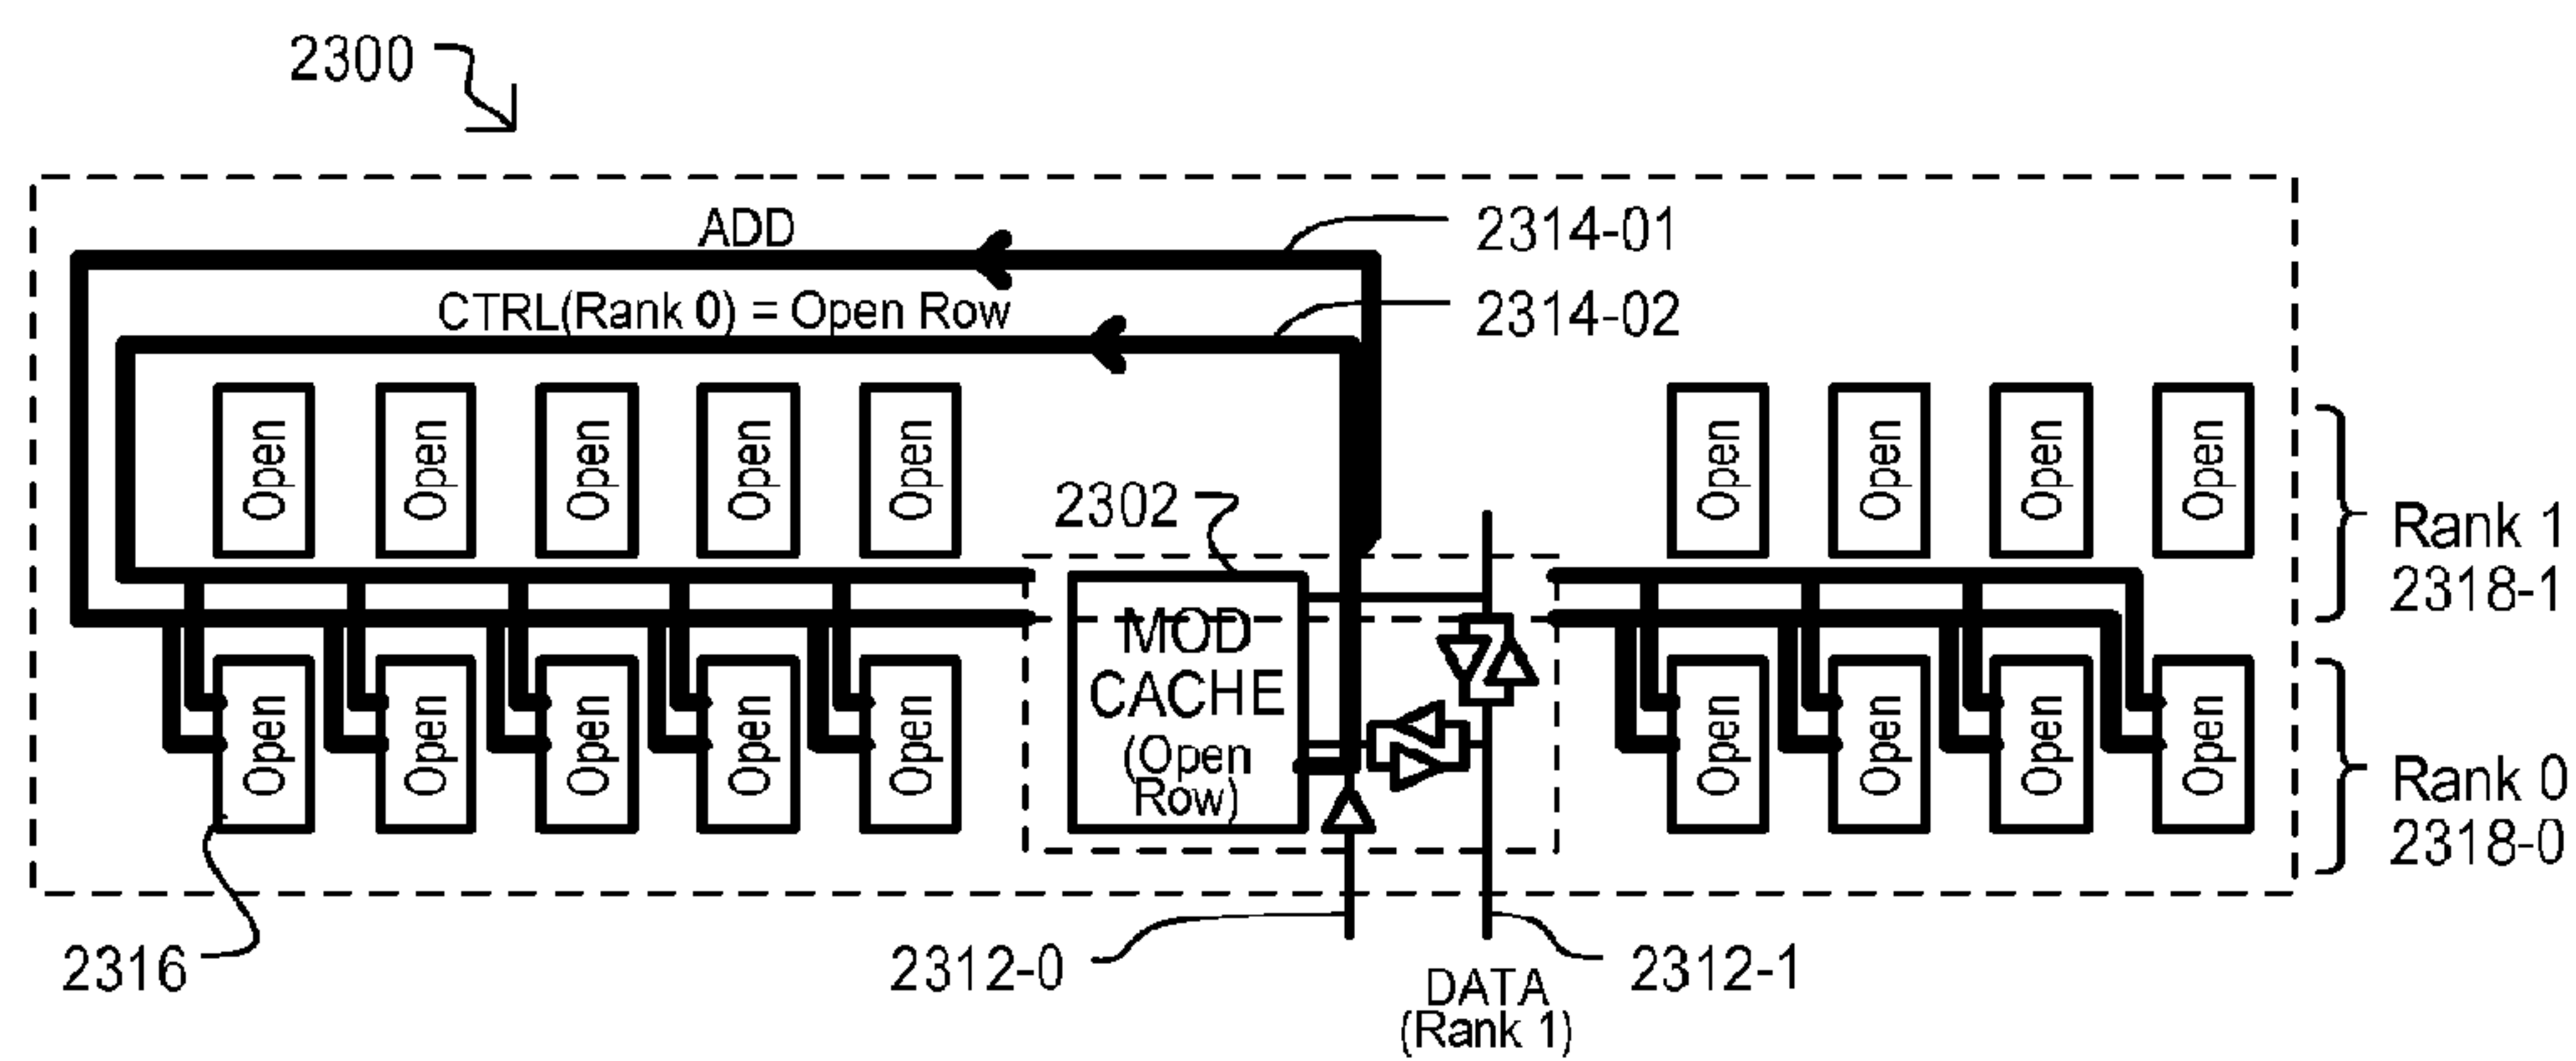 2300
ADD
2314-01
CTRL(Rank 0) = Open Row
2314-02
Open Open Open Open Open Open Open Open Open
2302
Rank 1
2318-1
MOD
CACHE
(Open
Row)
Open Open Open Open Open Open Open Open Open
Rank 0
2318-0
2316
2312-0
2312-1
DATA
(Rank 1)